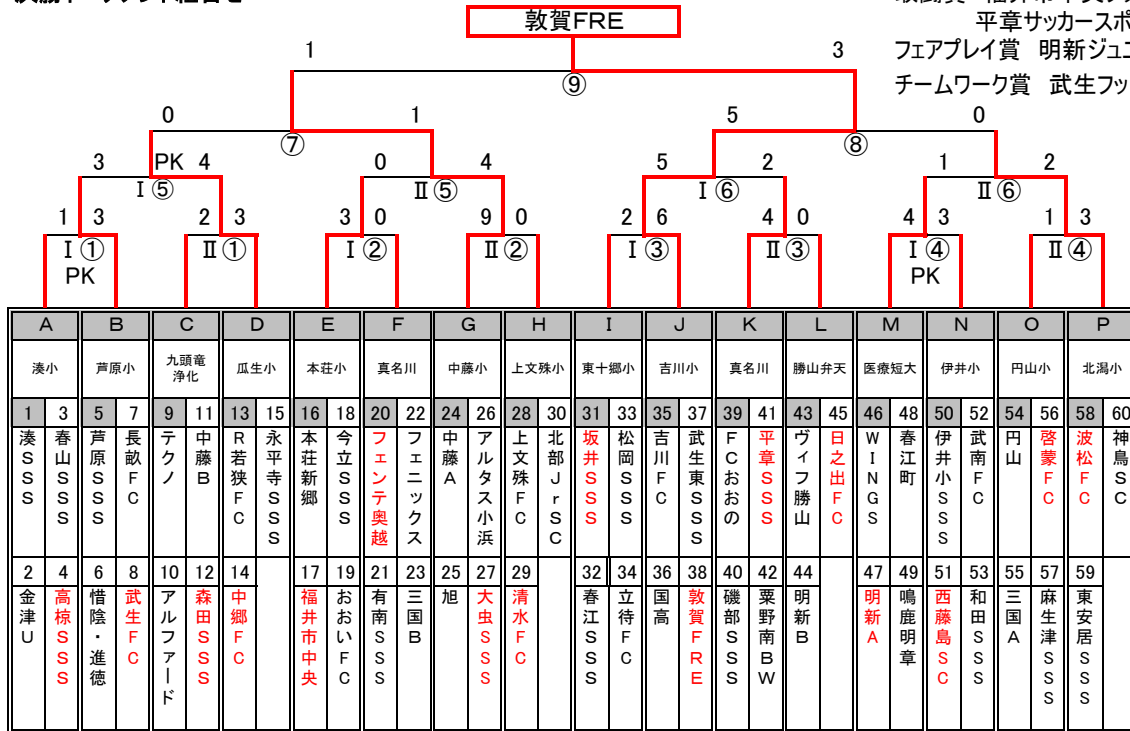 敦賀FRE
平章サッカースポ
フェアプレイ賞 明新ジュニ
チームワーク賞 武生フッ
1 3
⑨
0 1 5 0
⑦ ⑧
3 PK 4 0 4 5 2 1 2
Ⅰ⑤ Ⅱ⑤ Ⅰ⑥ Ⅱ⑥
1 3 2 3 3 0 9 0 2 6 4 0 4 3 1 3
Ⅰ① Ⅱ① Ⅰ② Ⅱ② Ⅰ③ Ⅱ③ Ⅰ④ Ⅱ④
PK PK
A B C D E F G H I J K L M N O P
湊小 芦原小 九頭竜浄化 瓜生小 本荘小 真名川 中藤小 上文殊小 東十郷小 吉川小 真名川 勝山弁天 医療短大 伊井小 円山小 北潟小
1 3 5 7 9 11 13 15 16 18 20 22 24 26 28 30 31 33 35 37 39 41 43 45 46 48 50 52 54 56 58 60
湊SSS
春山SSS
芦原SSS
長畝FC
テクノ
中藤B
R若狭FC
永平寺SSS
本荘新郷
今立SSS
フェンテ奥越
フェニックス
中藤A
アルタス小浜
上文殊FC
北部JrSC
坂井SSS
松岡SSS
吉川FC
武生東SSS
FCおおの
平章SSS
ヴィフ勝山
日之出FC
WINGS
春江町
伊井小SSS
武南FC
円山
啓蒙FC
波松FC
神鳥SC
2 4 6 8 10 12 14 17 19 21 23 25 27 29 32 34 36 38 40 42 44 47 49 51 53 55 57 59
金津U
高椋SSS
惜陰・進徳
武生FC
アルファード
森田SSS
中郷FC
福井市中央
おおいFC
有南SSS
三国B
旭
大虫SSS
清水FC
春江SSS
立待FC
国高
敦賀FRE
磯部SSS
粟野南BW
明新B
明新A
鳴鹿明章
西藤島SC
和田SSS
三国A
麻生津SSS
東安居SSS